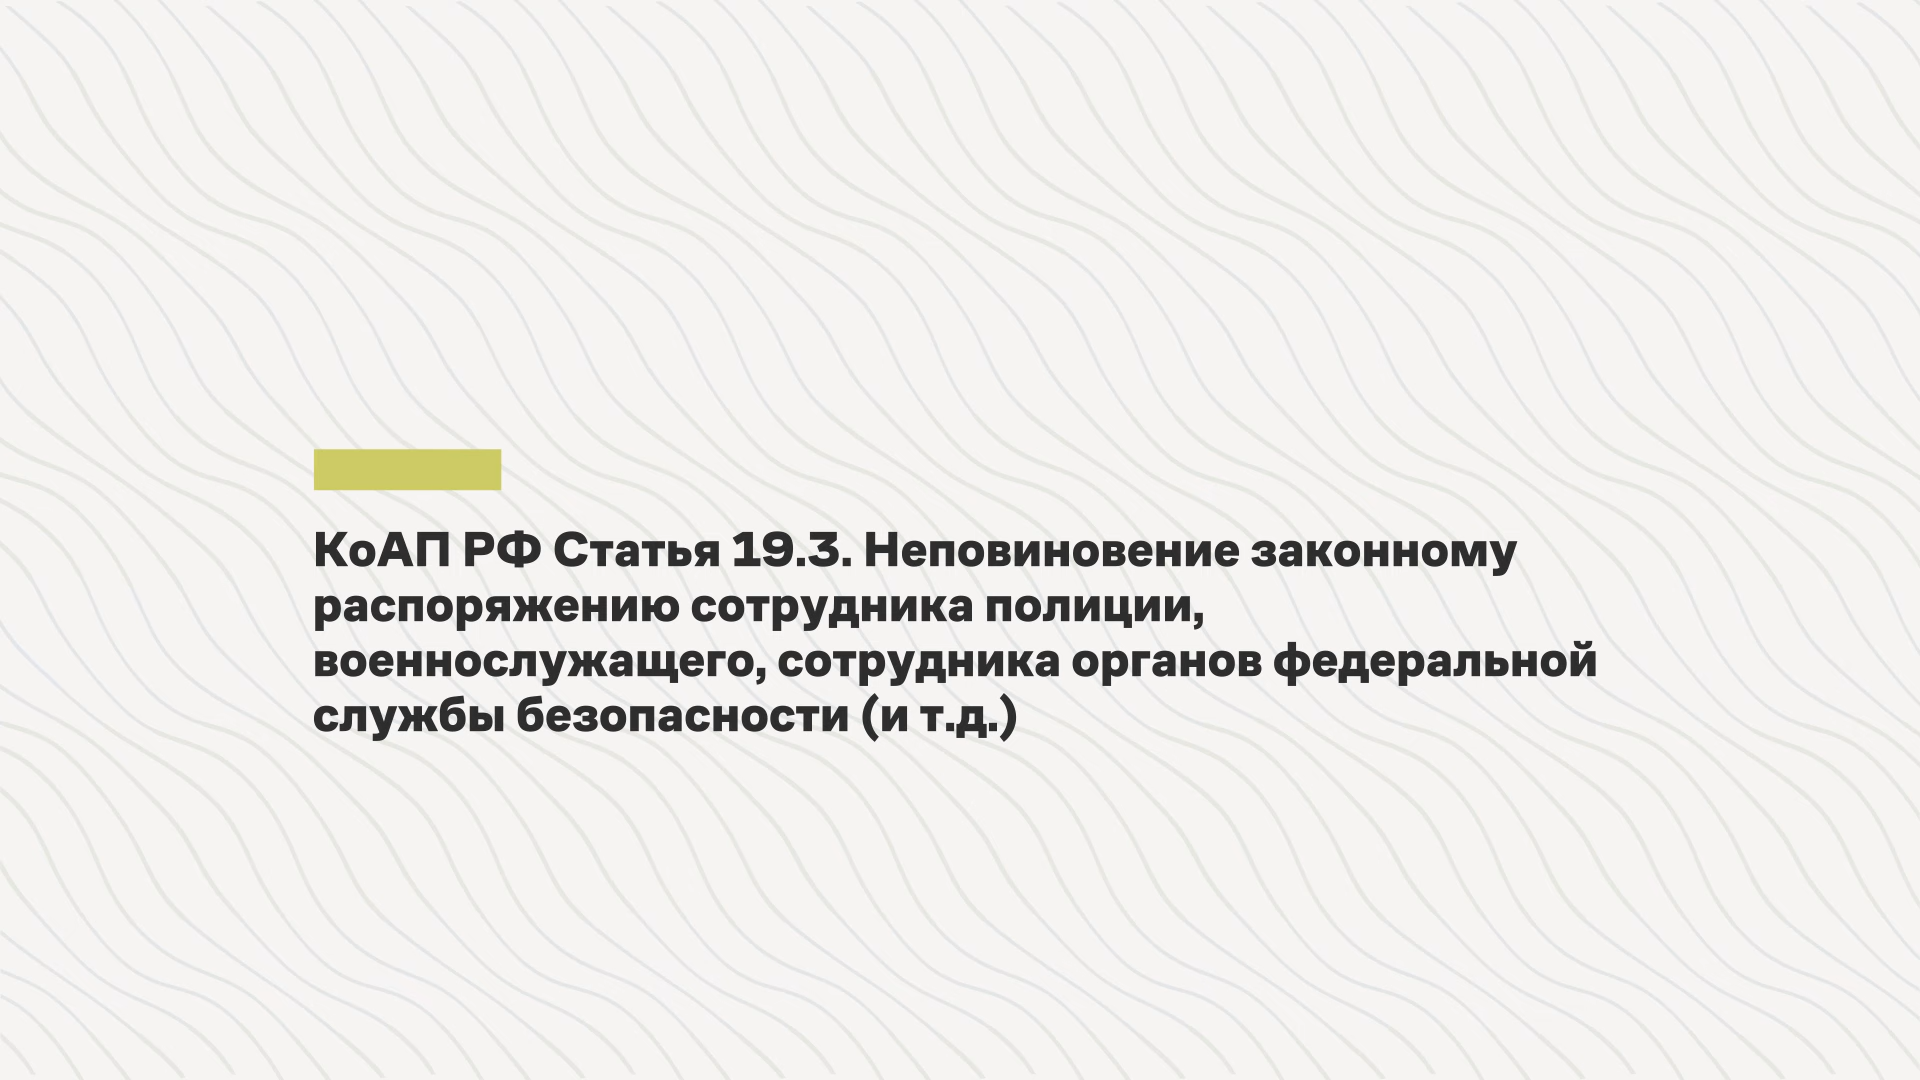 КоАП РФ Статья 19.3. Неповиновение законному
распоряжению сотрудника полиции,
военнослужащего, сотрудника органов федеральной
службы безопасности (и т.д.)